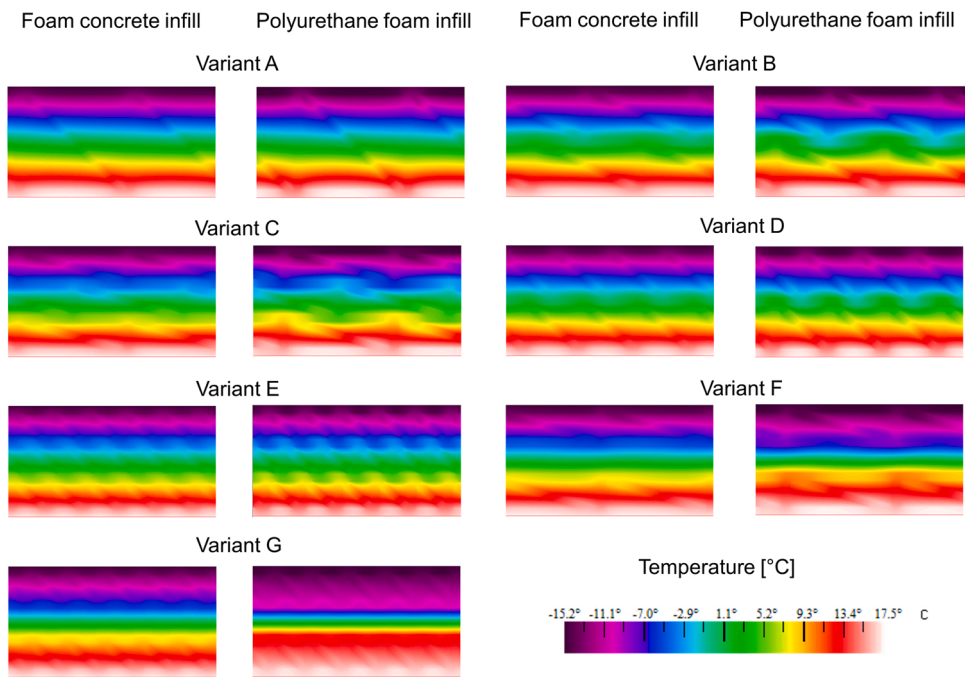 Foam concrete infill Polyurethane foam infill Foam concrete infill Polyurethane foam infill
Variant A Variant B
Variant C Variant D
Variant E Variant F
Variant G
Temperature [°C]
-15.2° -11.1° -7.0° -2.9° 1.1° 5.2° 9.3° 13.4° 17.5° C